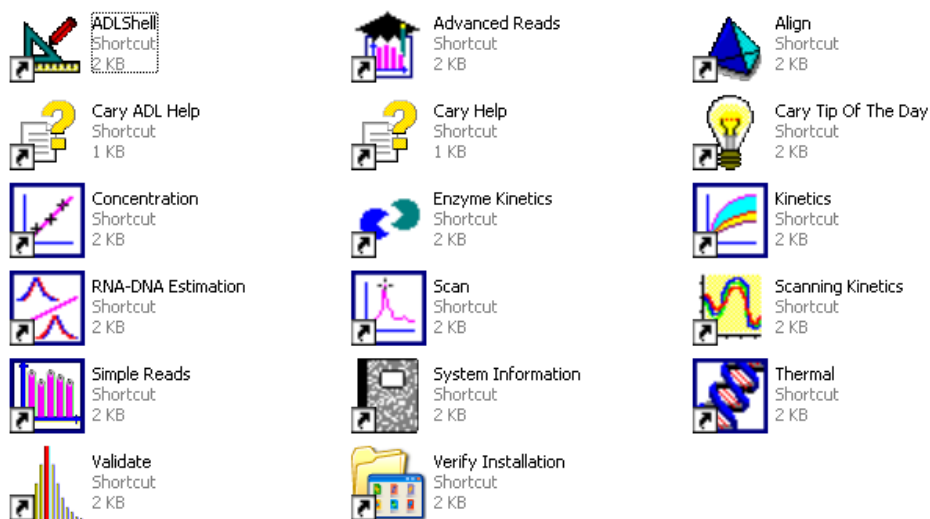 ADLShell
Shortcut
2 KB
Advanced Reads
Shortcut
2 KB
Align
Shortcut
2 KB
Cary ADL Help
Shortcut
1 KB
Cary Help
Shortcut
1 KB
Cary Tip Of The Day
Shortcut
2 KB
Concentration
Shortcut
2 KB
Enzyme Kinetics
Shortcut
2 KB
Kinetics
Shortcut
2 KB
RNA-DNA Estimation
Shortcut
2 KB
Scan
Shortcut
2 KB
Scanning Kinetics
Shortcut
2 KB
Simple Reads
Shortcut
2 KB
System Information
Shortcut
2 KB
Thermal
Shortcut
2 KB
Validate
Shortcut
2 KB
Verify Installation
Shortcut
2 KB